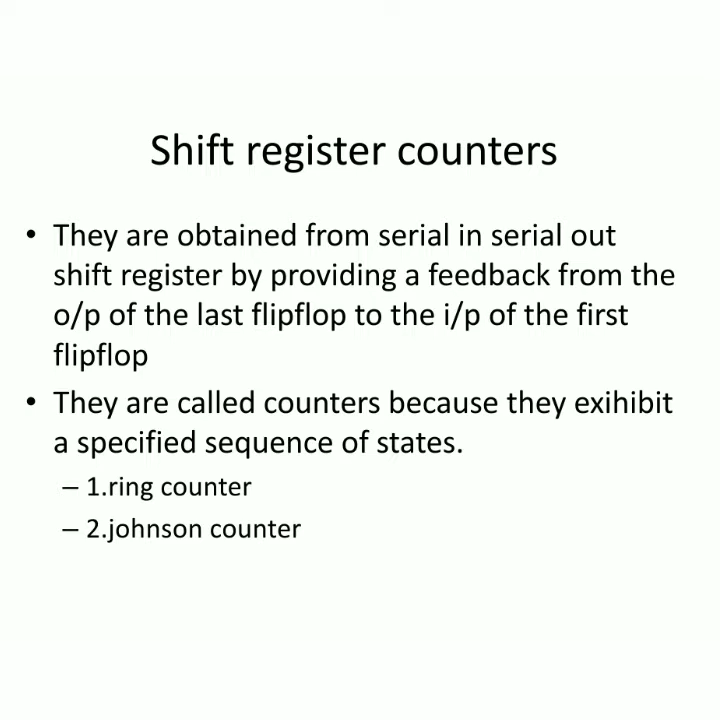 Shift register counters
• They are obtained from serial in serial out
shift register by providing a feedback from the
o/p of the last flipflop to the i/p of the first
flipflop
• They are called counters because they exihibit
a specified sequence of states.
– 1.ring counter
– 2.johnson counter